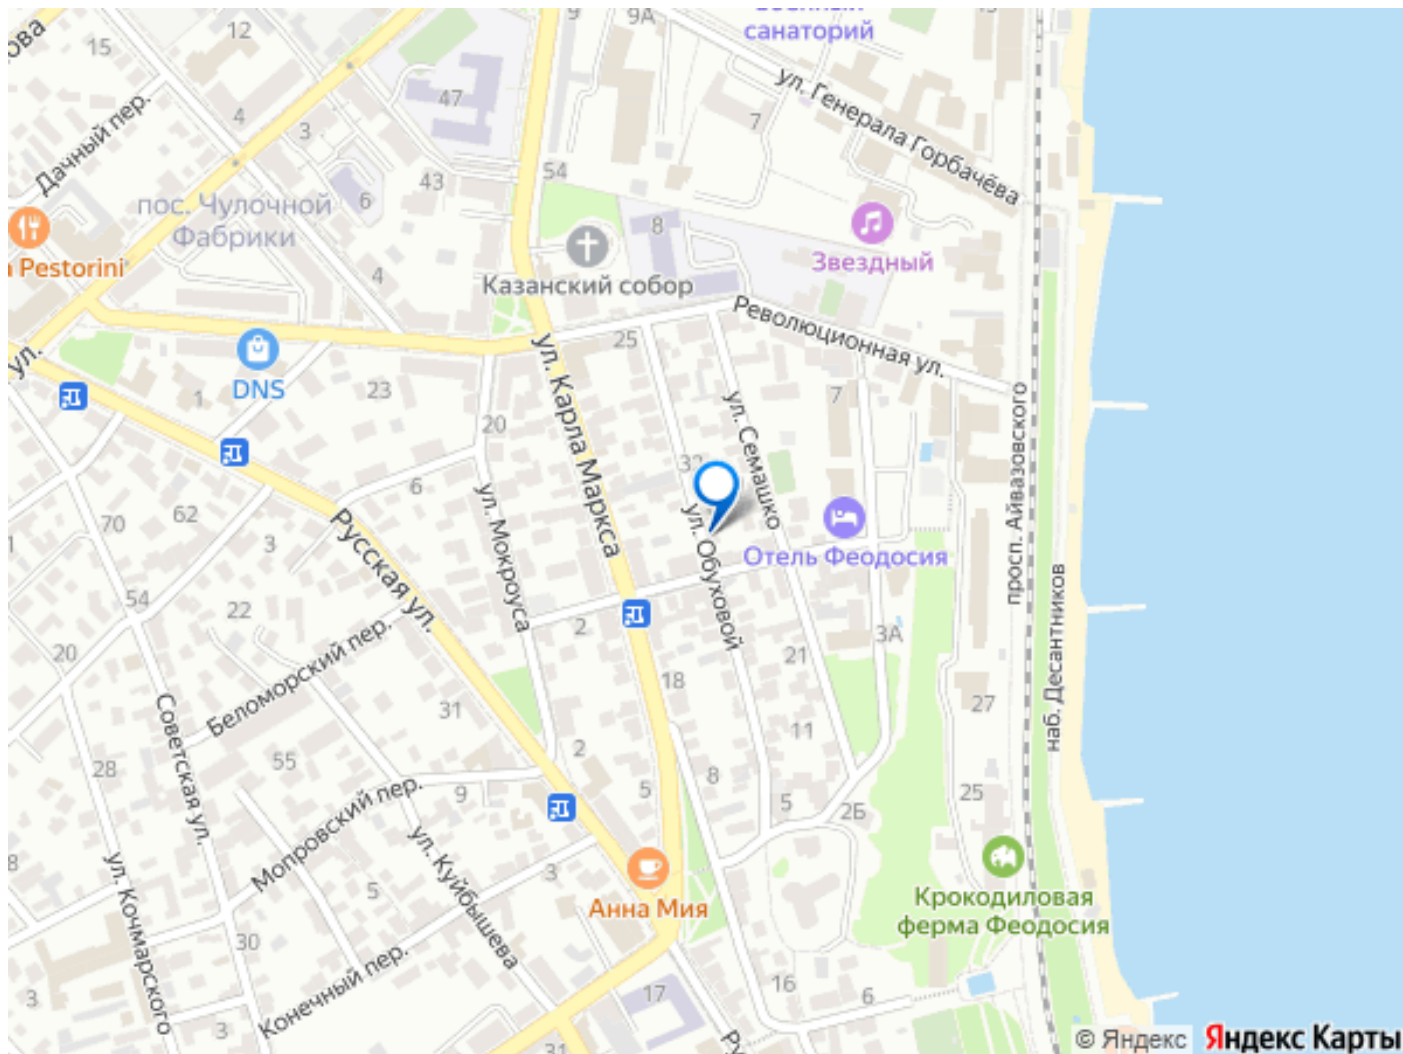 9
9А
санаторий
12
15
Дачный пер.
4
3
47
ул. Генерала Горбачёва
7
54
43
6
пос. Чулочной
Фабрики
8
Звездный
Pestorini
4
Казанский собор
Революционная ул.
25
ул.
DNS
23
1
ул. Карла Маркса
20
7
ул. Семашко
просп. Айвазовского
6
62
70
3
Русская ул.
ул. Мокроуса
ул. Обуховой
Отель Феодосия
54
22
2
3А
наб. Десантников
20
Беломорский пер.
21
18
27
31
11
Советская ул.
55
2
28
8
5
9
5
2Б
25
Мопровский пер.
ул. Куйбышева
ул. Кочмарского
5
3
Анна Мия
Крокодиловая
ферма Феодосия
30
Конечный пер.
16
17
6
3
3
31
© Яндекс Яндекс Карты